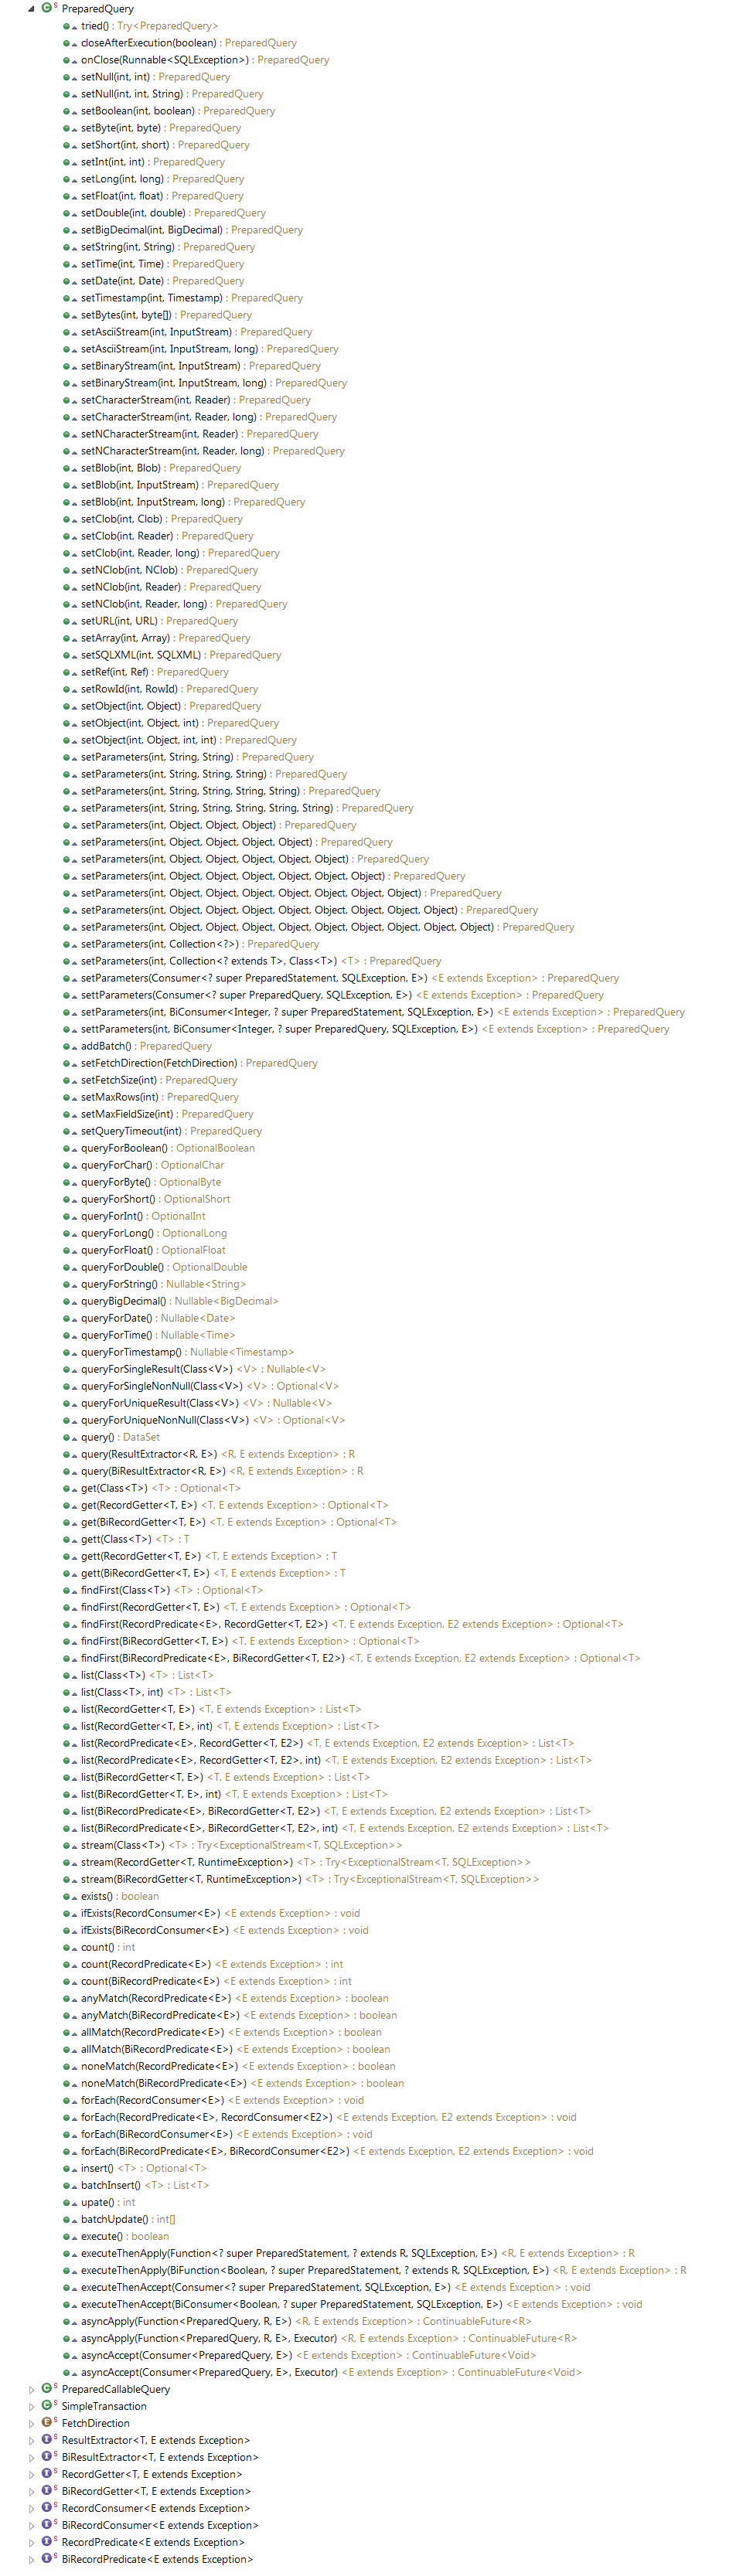 PreparedQuery
tried() : Try<PreparedQuery>
closeAfterExecution(boolean) : PreparedQuery
onClose(Runnable<SQLException>) : PreparedQuery
setNull(int, int) : PreparedQuery
setNull(int, int, String) : PreparedQuery
setBoolean(int, boolean) : PreparedQuery
setByte(int, byte) : PreparedQuery
setShort(int, short) : PreparedQuery
setInt(int, int) : PreparedQuery
setLong(int, long) : PreparedQuery
setFloat(int, float) : PreparedQuery
setDouble(int, double) : PreparedQuery
setBigDecimal(int, BigDecimal) : PreparedQuery
setString(int, String) : PreparedQuery
setTime(int, Time) : PreparedQuery
setDate(int, Date) : PreparedQuery
setTimestamp(int, Timestamp) : PreparedQuery
setBytes(int, byte[]) : PreparedQuery
setAsciiStream(int, InputStream) : PreparedQuery
setAsciiStream(int, InputStream, long) : PreparedQuery
setBinaryStream(int, InputStream) : PreparedQuery
setBinaryStream(int, InputStream, long) : PreparedQuery
setCharacterStream(int, Reader) : PreparedQuery
setCharacterStream(int, Reader, long) : PreparedQuery
setNCharacterStream(int, Reader) : PreparedQuery
setNCharacterStream(int, Reader, long) : PreparedQuery
setBlob(int, Blob) : PreparedQuery
setBlob(int, InputStream) : PreparedQuery
setBlob(int, InputStream, long) : PreparedQuery
setClob(int, Clob) : PreparedQuery
setClob(int, Reader) : PreparedQuery
setClob(int, Reader, long) : PreparedQuery
setNClob(int, NClob) : PreparedQuery
setNClob(int, Reader) : PreparedQuery
setNClob(int, Reader, long) : PreparedQuery
setURL(int, URL) : PreparedQuery
setArray(int, Array) : PreparedQuery
setSQLXML(int, SQLXML) : PreparedQuery
setRef(int, Ref) : PreparedQuery
setRowId(int, RowId) : PreparedQuery
setObject(int, Object) : PreparedQuery
setObject(int, Object, int) : PreparedQuery
setObject(int, Object, int, int) : PreparedQuery
setParameters(int, String, String) : PreparedQuery
setParameters(int, String, String, String) : PreparedQuery
setParameters(int, String, String, String, String) : PreparedQuery
setParameters(int, String, String, String, String, String) : PreparedQuery
setParameters(int, Object, Object, Object) : PreparedQuery
setParameters(int, Object, Object, Object, Object) : PreparedQuery
setParameters(int, Object, Object, Object, Object, Object) : PreparedQuery
setParameters(int, Object, Object, Object, Object, Object, Object) : PreparedQuery
setParameters(int, Object, Object, Object, Object, Object, Object, Object) : PreparedQuery
setParameters(int, Object, Object, Object, Object, Object, Object, Object, Object) : PreparedQuery
setParameters(int, Object, Object, Object, Object, Object, Object, Object, Object, Object) : PreparedQuery
setParameters(int, Collection<?>) : PreparedQuery
setParameters(int, Collection<? extends T>, Class<T>) <T> : PreparedQuery
setParameters(Consumer<? super PreparedStatement, SQLException, E>) <E extends Exception> : PreparedQuery
settParameters(Consumer<? super PreparedQuery, SQLException, E>) <E extends Exception> : PreparedQuery
setParameters(int, BiConsumer<Integer, ? super PreparedStatement, SQLException, E>) <E extends Exception> : PreparedQuery
settParameters(int, BiConsumer<Integer, ? super PreparedQuery, SQLException, E>) <E extends Exception> : PreparedQuery
addBatch() : PreparedQuery
setFetchDirection(FetchDirection) : PreparedQuery
setFetchSize(int) : PreparedQuery
setMaxRows(int) : PreparedQuery
setMaxFieldSize(int) : PreparedQuery
setQueryTimeout(int) : PreparedQuery
queryForBoolean() : OptionalBoolean
queryForChar() : OptionalChar
queryForByte() : OptionalByte
queryForShort() : OptionalShort
queryForInt() : OptionalInt
queryForLong() : OptionalLong
queryForFloat() : OptionalFloat
queryForDouble() : OptionalDouble
queryForString() : Nullable<String>
queryBigDecimal() : Nullable<BigDecimal>
queryForDate() : Nullable<Date>
queryForTime() : Nullable<Time>
queryForTimestamp() : Nullable<Timestamp>
queryForSingleResult(Class<V>) <V> : Nullable<V>
queryForSingleNonNull(Class<V>) <V> : Optional<V>
queryForUniqueResult(Class<V>) <V> : Nullable<V>
queryForUniqueNonNull(Class<V>) <V> : Optional<V>
query() : DataSet
query(ResultExtractor<R, E>) <R, E extends Exception> : R
query(BiResultExtractor<R, E>) <R, E extends Exception> : R
get(Class<T>) <T> : Optional<T>
get(RecordGetter<T, E>) <T, E extends Exception> : Optional<T>
get(BiRecordGetter<T, E>) <T, E extends Exception> : Optional<T>
gett(Class<T>) <T> : T
gett(RecordGetter<T, E>) <T, E extends Exception> : T
gett(BiRecordGetter<T, E>) <T, E extends Exception> : T
findFirst(Class<T>) <T> : Optional<T>
findFirst(RecordGetter<T, E>) <T, E extends Exception> : Optional<T>
findFirst(RecordPredicate<E>, RecordGetter<T, E2>) <T, E extends Exception, E2 extends Exception> : Optional<T>
findFirst(BiRecordGetter<T, E>) <T, E extends Exception> : Optional<T>
findFirst(BiRecordPredicate<E>, BiRecordGetter<T, E2>) <T, E extends Exception, E2 extends Exception> : Optional<T>
list(Class<T>) <T> : List<T>
list(Class<T>, int) <T> : List<T>
list(RecordGetter<T, E>) <T, E extends Exception> : List<T>
list(RecordGetter<T, E>, int) <T, E extends Exception> : List<T>
list(RecordPredicate<E>, RecordGetter<T, E2>) <T, E extends Exception, E2 extends Exception> : List<T>
list(RecordPredicate<E>, RecordGetter<T, E2>, int) <T, E extends Exception, E2 extends Exception> : List<T>
list(BiRecordGetter<T, E>) <T, E extends Exception> : List<T>
list(BiRecordGetter<T, E>, int) <T, E extends Exception> : List<T>
list(BiRecordPredicate<E>, BiRecordGetter<T, E2>) <T, E extends Exception, E2 extends Exception> : List<T>
list(BiRecordPredicate<E>, BiRecordGetter<T, E2>, int) <T, E extends Exception, E2 extends Exception> : List<T>
stream(Class<T>) <T> : Try<ExceptionalStream<T, SQLException>>
stream(RecordGetter<T, RuntimeException>) <T> : Try<ExceptionalStream<T, SQLException>>
stream(BiRecordGetter<T, RuntimeException>) <T> : Try<ExceptionalStream<T, SQLException>>
exists() : boolean
ifExists(RecordConsumer<E>) <E extends Exception> : void
ifExists(BiRecordConsumer<E>) <E extends Exception> : void
count() : int
count(RecordPredicate<E>) <E extends Exception> : int
count(BiRecordPredicate<E>) <E extends Exception> : int
anyMatch(RecordPredicate<E>) <E extends Exception> : boolean
anyMatch(BiRecordPredicate<E>) <E extends Exception> : boolean
allMatch(RecordPredicate<E>) <E extends Exception> : boolean
allMatch(BiRecordPredicate<E>) <E extends Exception> : boolean
noneMatch(RecordPredicate<E>) <E extends Exception> : boolean
noneMatch(BiRecordPredicate<E>) <E extends Exception> : boolean
forEach(RecordConsumer<E>) <E extends Exception> : void
forEach(RecordPredicate<E>, RecordConsumer<E2>) <E extends Exception, E2 extends Exception> : void
forEach(BiRecordConsumer<E>) <E extends Exception> : void
forEach(BiRecordPredicate<E>, BiRecordConsumer<E2>) <E extends Exception, E2 extends Exception> : void
insert() <T> : Optional<T>
batchInsert() <T> : List<T>
upate() : int
batchUpdate() : int[]
execute() : boolean
executeThenApply(Function<? super PreparedStatement, ? extends R, SQLException, E>) <R, E extends Exception> : R
executeThenApply(BiFunction<Boolean, ? super PreparedStatement, ? extends R, SQLException, E>) <R, E extends Exception> : R
executeThenAccept(Consumer<? super PreparedStatement, SQLException, E>) <E extends Exception> : void
executeThenAccept(BiConsumer<Boolean, ? super PreparedStatement, SQLException, E>) <E extends Exception> : void
asyncApply(Function<PreparedQuery, R, E>) <R, E extends Exception> : ContinuableFuture<R>
asyncApply(Function<PreparedQuery, R, E>, Executor) <R, E extends Exception> : ContinuableFuture<R>
asyncAccept(Consumer<PreparedQuery, E>) <E extends Exception> : ContinuableFuture<Void>
asyncAccept(Consumer<PreparedQuery, E>, Executor) <E extends Exception> : ContinuableFuture<Void>
PreparedCallableQuery
SimpleTransaction
FetchDirection
ResultExtractor<T, E extends Exception>
BiResultExtractor<T, E extends Exception>
RecordGetter<T, E extends Exception>
BiRecordGetter<T, E extends Exception>
RecordConsumer<E extends Exception>
BiRecordConsumer<E extends Exception>
RecordPredicate<E extends Exception>
BiRecordPredicate<E extends Exception>